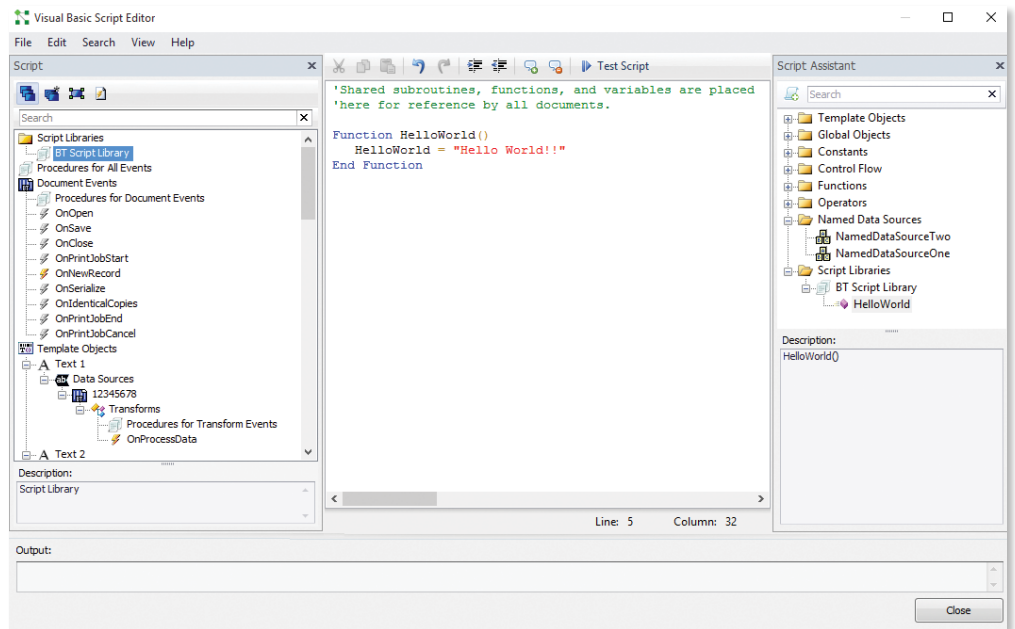 Visual Basic Script Editor
File Edit Search View Help
Script
Search
Script Libraries
BT Script Library
Procedures for All Events
Document Events
Procedures for Document Events
OnOpen
OnSave
OnClose
OnPrintJobStart
OnNewRecord
OnSerialize
OnIdenticalCopies
OnPrintJobEnd
OnPrintJobCancel
Template Objects
A Text 1
ab Data Sources
12345678
Transforms
Procedures for Transform Events
OnProcessData
A Text 2
Description:
Script Library
Test Script
'Shared subroutines, functions, and variables are placed
'here for reference by all documents.
Function HelloWorld()
HelloWorld = "Hello World!!"
End Function
Line: 5 Column: 32
Script Assistant
Search
Template Objects
Global Objects
Constants
Control Flow
Functions
Operators
Named Data Sources
NamedDataSourceTwo
NamedDataSourceOne
Script Libraries
BT Script Library
HelloWorld
Description:
HelloWorld()
Output:
Close